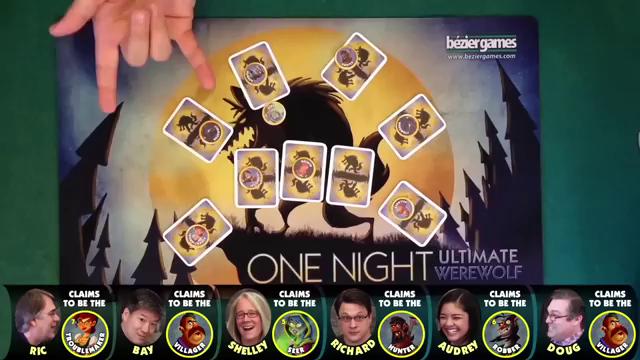 béziergames
www.beziergames.com
ONE NIGHT
ULTIMATE
WEREWOLF
CLAIMS
TO BE THE
TROUBLEMAKER
RIC
CLAIMS
TO BE THE
VILLAGER
BAY
CLAIMS
TO BE THE
SEER
SHELLEY
CLAIMS
TO BE THE
HUNTER
RICHARD
CLAIMS
TO BE THE
ROBBER
AUDREY
CLAIMS
TO BE THE
VILLAGER
DOUG